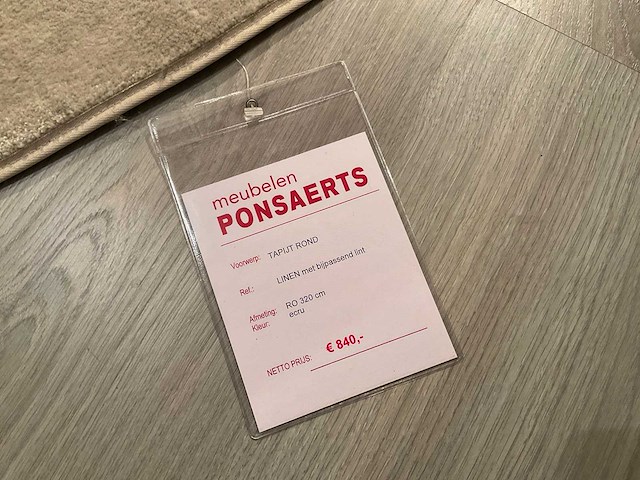 meubelen
PONSAERTS
Voorwerp: TAPIJT ROND
Ref.: LINEN met bijpassend lint
Afmeting: RO 320 cm
Kleur: ecru
NETTO PRIJS: € 840,-